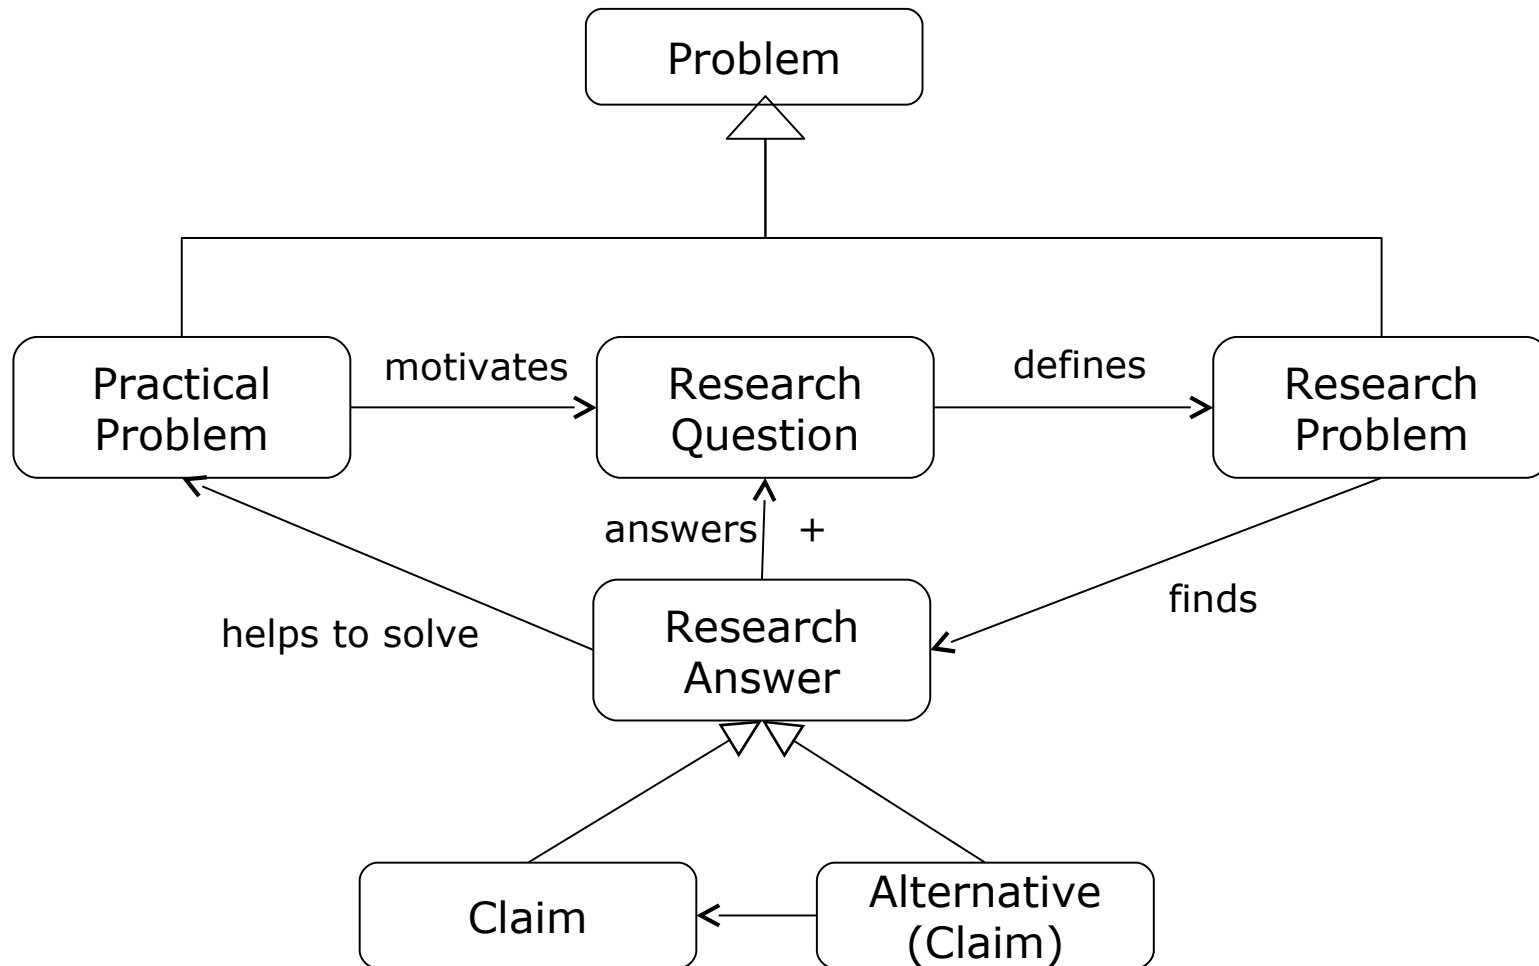 Problem
Practical
Problem
motivates
Research
Question
defines
Research
Problem
answers +
helps to solve
Research
Answer
finds
Claim
Alternative
(Claim)